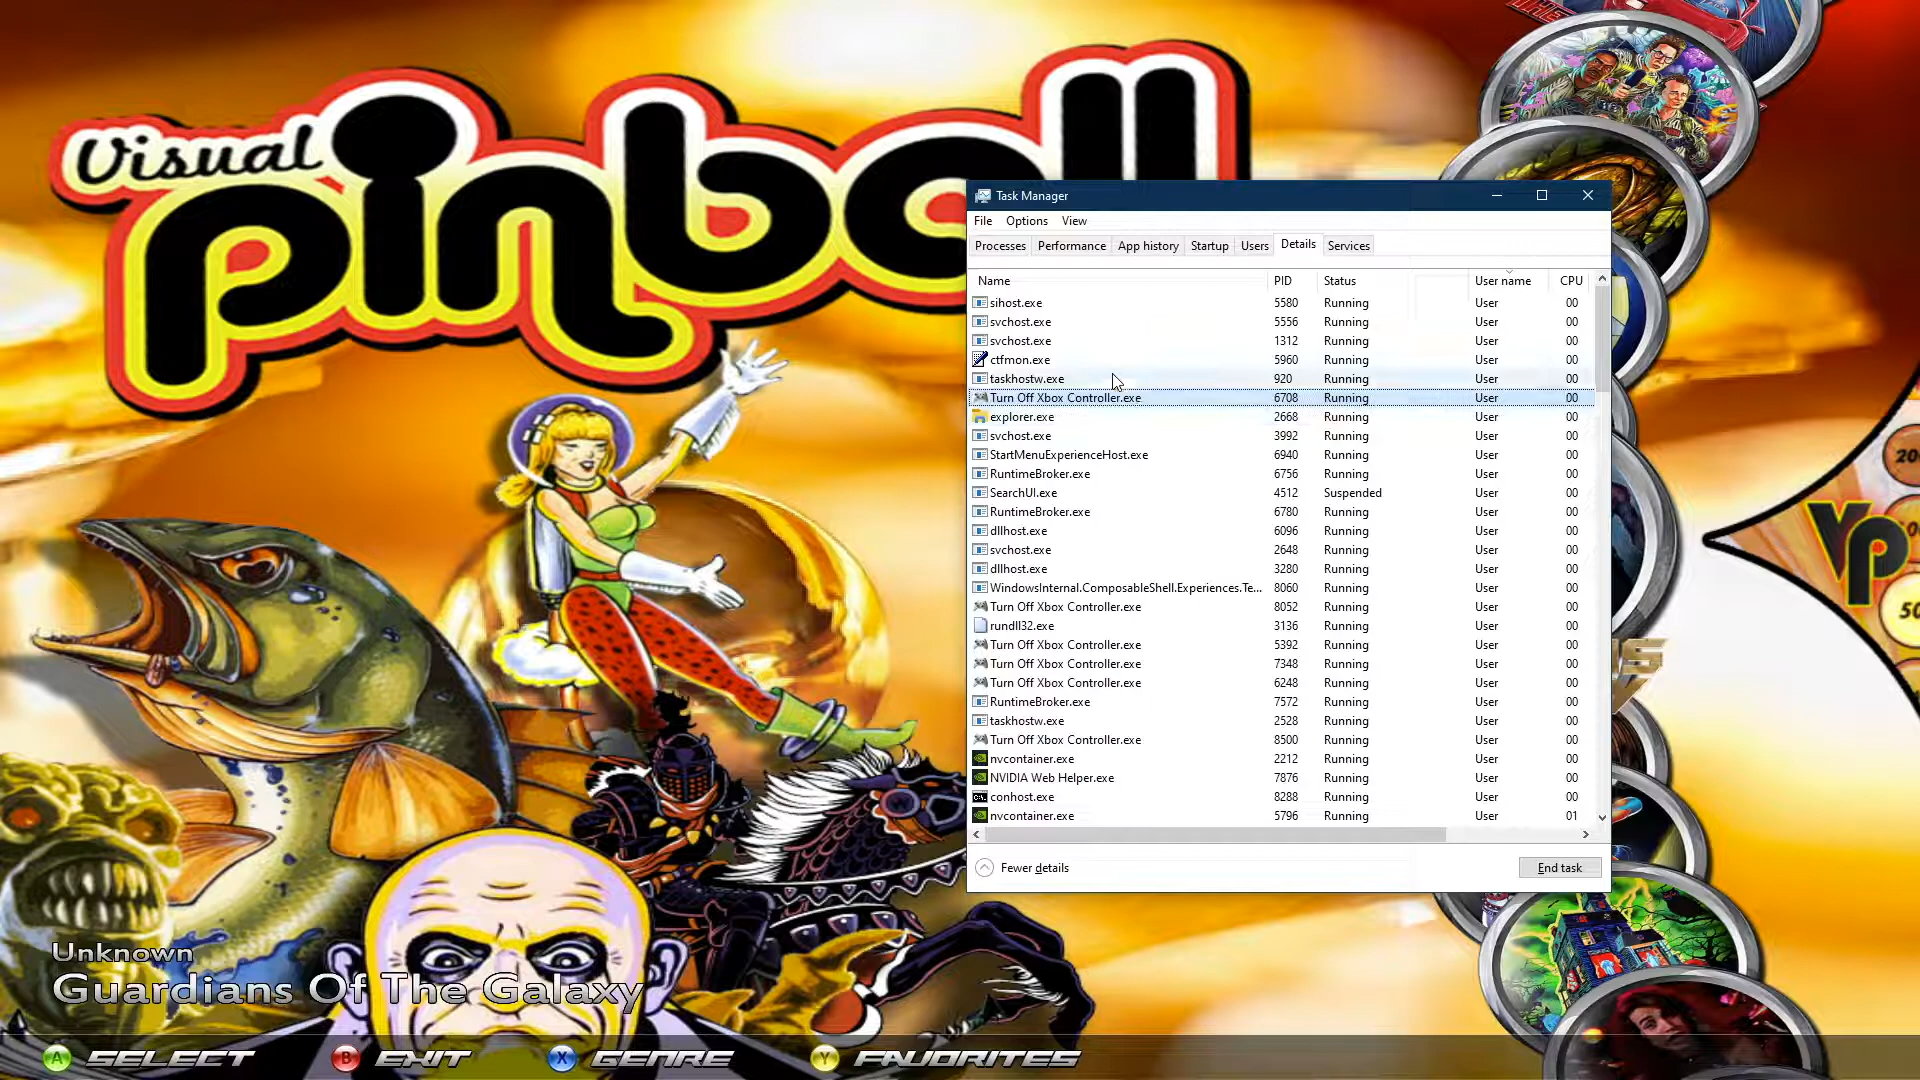 Visual
pinball
Task Manager
File Options View
Processes Performance App history Startup Users Details Services
Name PID Status User name CPU
sihost.exe 5580 Running User 00
svchost.exe 5556 Running User 00
svchost.exe 1312 Running User 00
ctfmon.exe 5960 Running User 00
taskhostw.exe 920 Running User 00
Turn Off Xbox Controller.exe 6708 Running User 00
explorer.exe 2668 Running User 00
svchost.exe 3992 Running User 00
StartMenuExperienceHost.exe 6940 Running User 00
RuntimeBroker.exe 6756 Running User 00
SearchUI.exe 4512 Suspended User 00
RuntimeBroker.exe 6780 Running User 00
dllhost.exe 6096 Running User 00
svchost.exe 2648 Running User 00
dllhost.exe 3280 Running User 00
WindowsInternal.ComposableShell.Experiences.Te... 8060 Running User 00
Turn Off Xbox Controller.exe 8052 Running User 00
rundll32.exe 3136 Running User 00
Turn Off Xbox Controller.exe 5392 Running User 00
Turn Off Xbox Controller.exe 7348 Running User 00
Turn Off Xbox Controller.exe 6248 Running User 00
RuntimeBroker.exe 7572 Running User 00
taskhostw.exe 2528 Running User 00
Turn Off Xbox Controller.exe 8500 Running User 00
nvcontainer.exe 2212 Running User 00
NVIDIA Web Helper.exe 7876 Running User 00
conhost.exe 8288 Running User 00
nvcontainer.exe 5796 Running User 01
Fewer details End task
VP
Unknown
Guardians Of The Galaxy
A SELECT B EXIT X GENRE Y FAVORITES